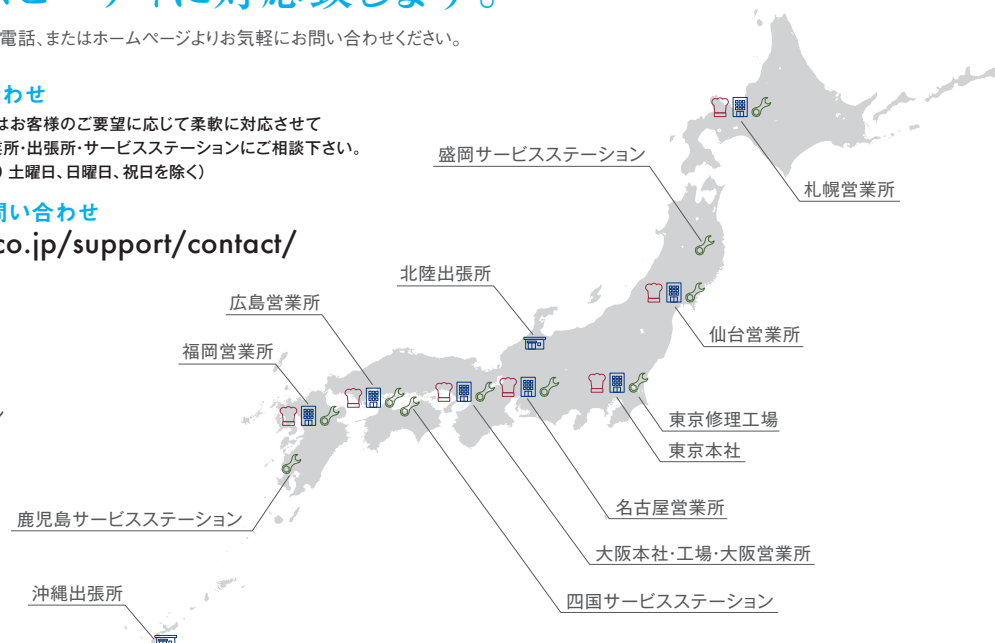 に対応致します。
電話、またはホームページよりお気軽にお問い合わせください。
わせ
はお客様のご要望に応じて柔軟に対応させて
所・出張所・サービスステーションにご相談下さい。
土曜日、日曜日、祝日を除く）
い合わせ
co.jp/support/contact/
盛岡サービスステーション
札幌営業所
北陸出張所
広島営業所
仙台営業所
福岡営業所
東京修理工場
東京本社
名古屋営業所
鹿児島サービスステーション
大阪本社・工場・大阪営業所
沖縄出張所
四国サービスステーション